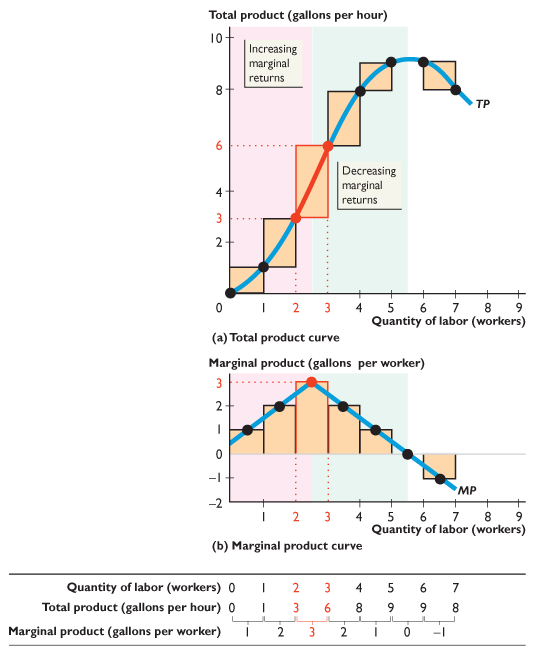 Total product (gallons per hour)
10
Increasing
marginal
returns
8
TP
6
Decreasing
marginal
returns
4
3
2
0 1 2 3 4 5 6 7 8 9
Quantity of labor (workers)
(a) Total product curve
Marginal product (gallons per worker)
3
2
1
0
–1
MP
–2
1 2 3 4 5 6 7 8 9
Quantity of labor (workers)
(b) Marginal product curve
Quantity of labor (workers) 0 1 2 3 4 5 6 7
Total product (gallons per hour) 0 1 3 6 8 9 9 8
Marginal product (gallons per worker) 1 2 3 2 1 0 –1